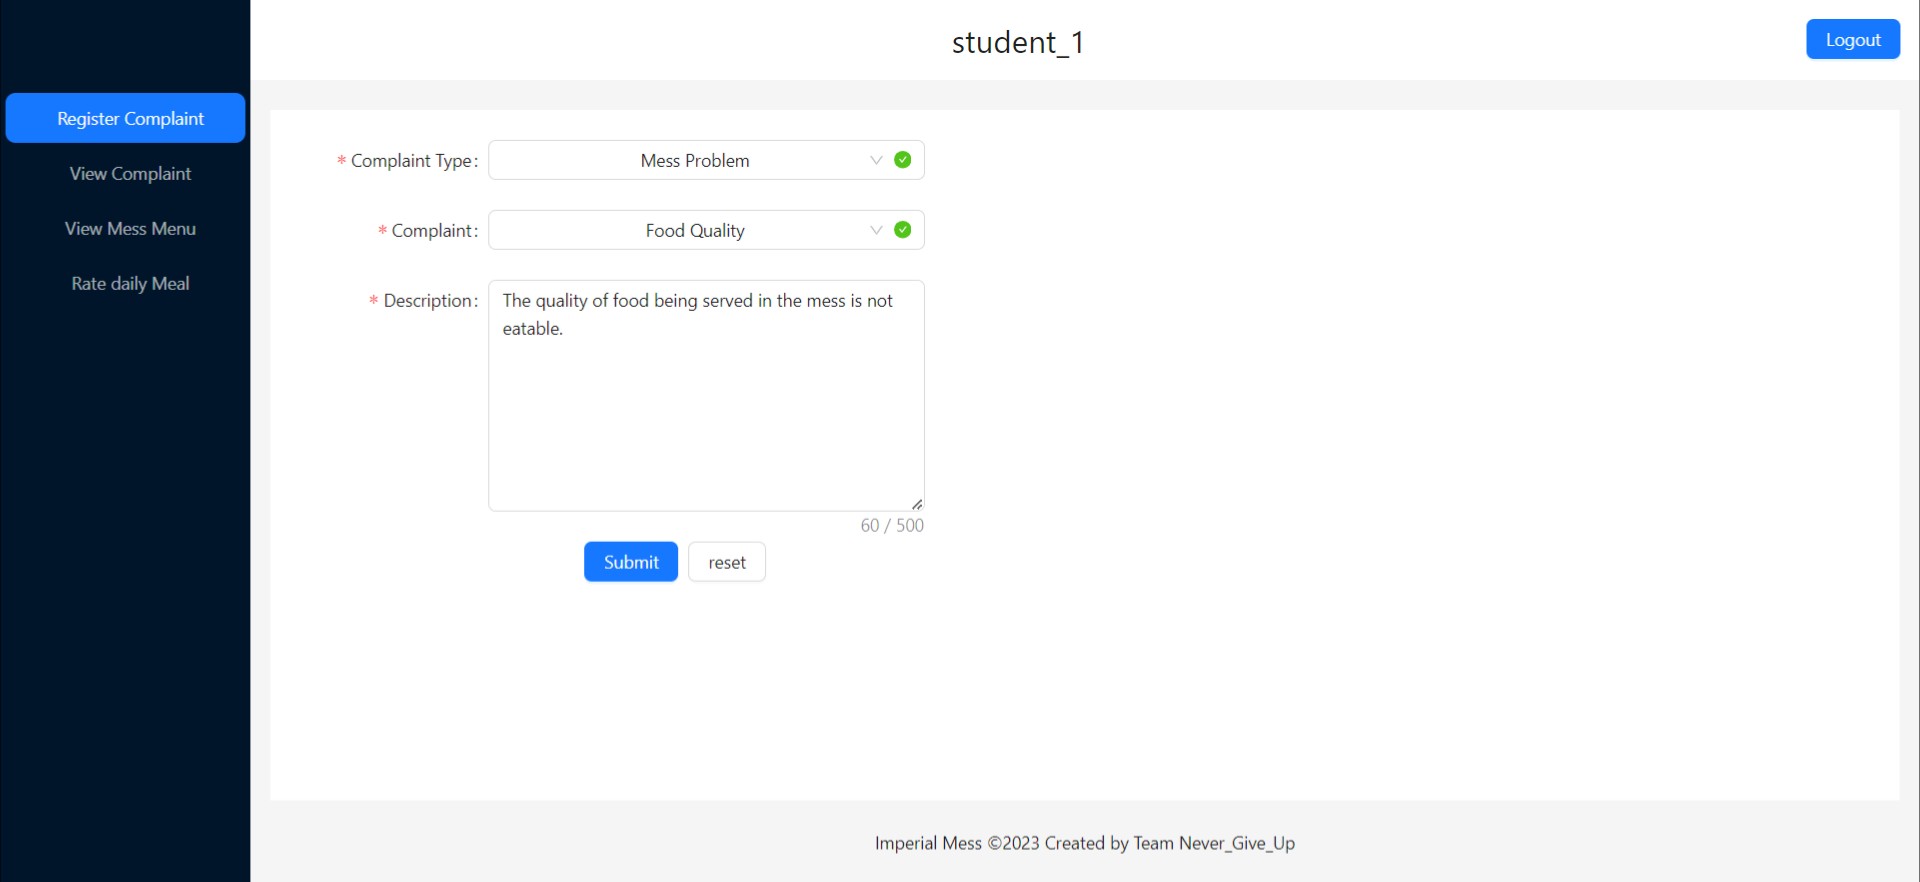 student_1
Logout
Register Complaint
View Complaint
View Mess Menu
Rate daily Meal
* Complaint Type:
Mess Problem
* Complaint:
Food Quality
* Description:
The quality of food being served in the mess is not
eatable.
60 / 500
Submit
reset
Imperial Mess ©2023 Created by Team Never_Give_Up